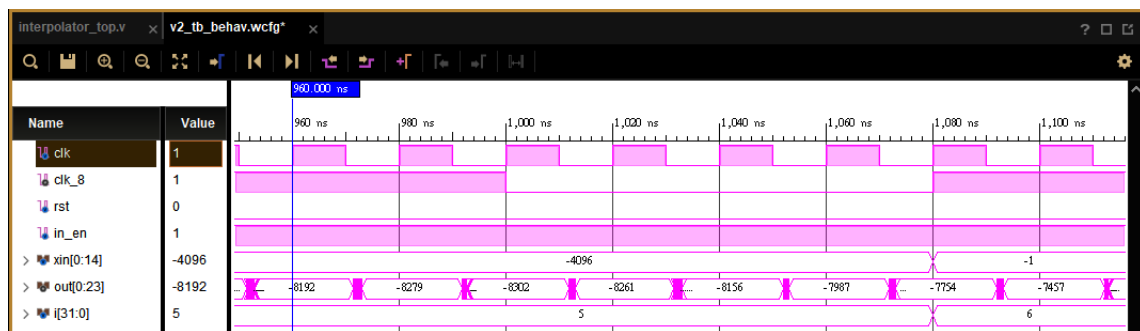 interpolator_top.v × v2_tb_behav.wcfg* × ?
960.000 ns
Name Value 960 ns 980 ns 1,000 ns 1,020 ns 1,040 ns 1,060 ns 1,080 ns 1,100 ns
clk 1
clk_8 1
rst 0
in_en 1
> xin[0:14] -4096 -4096 -1
> out[0:23] -8192 ... -8192 -8279 ... -8302 -8261 ... -8156 -7987 ... -7754 -7457 ...
> i[31:0] 5 5 6